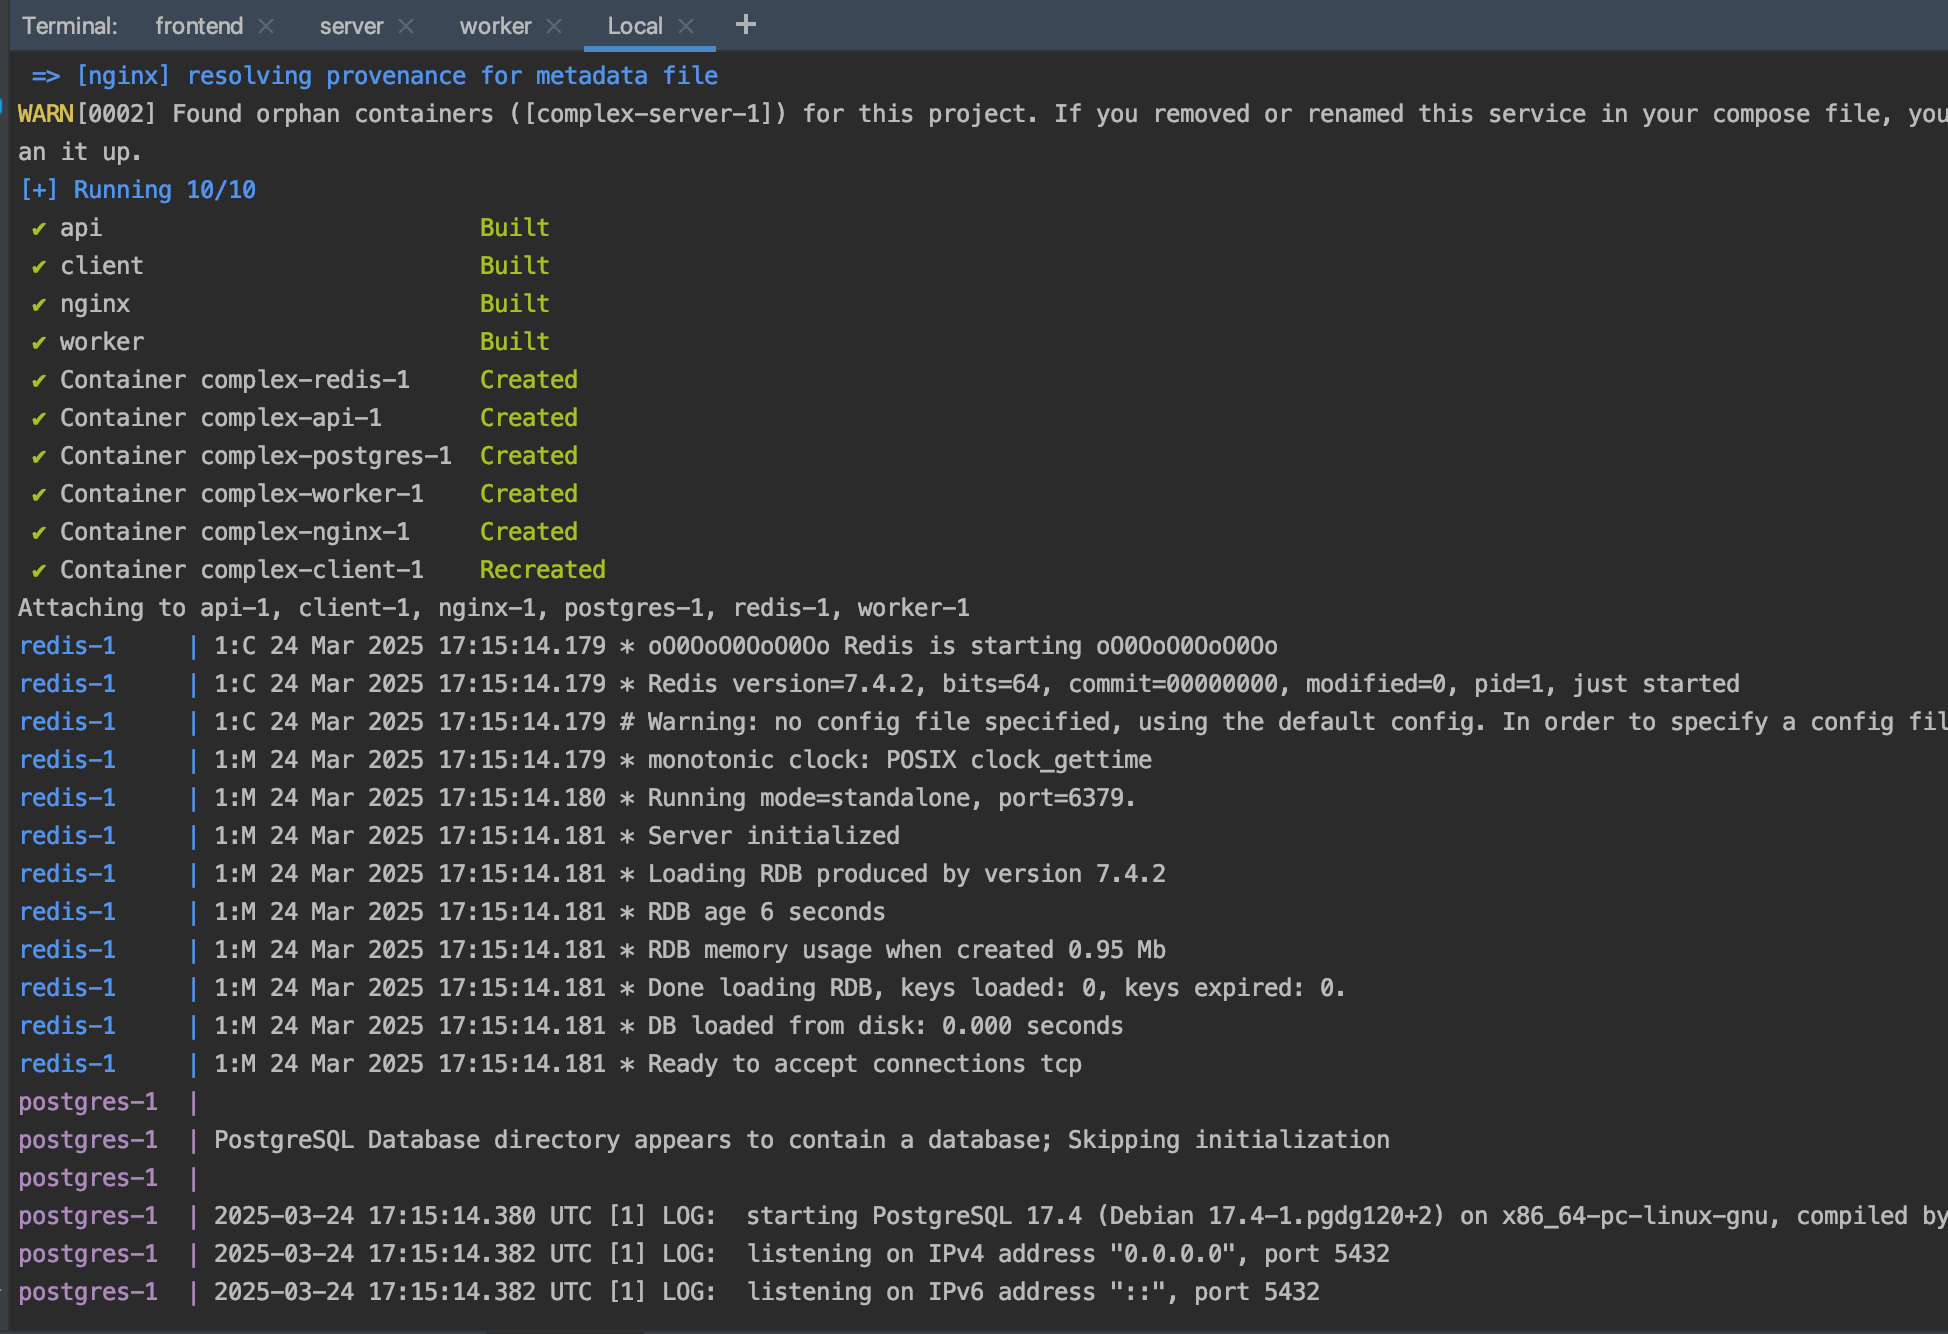 Terminal: frontend × server × worker × Local × +
=> [nginx] resolving provenance for metadata file
WARN[0002] Found orphan containers ([complex-server-1]) for this project. If you removed or renamed this service in your compose file, you
an it up.
[+] Running 10/10
✔ api Built
✔ client Built
✔ nginx Built
✔ worker Built
✔ Container complex-redis-1 Created
✔ Container complex-api-1 Created
✔ Container complex-postgres-1 Created
✔ Container complex-worker-1 Created
✔ Container complex-nginx-1 Created
✔ Container complex-client-1 Recreated
Attaching to api-1, client-1, nginx-1, postgres-1, redis-1, worker-1
redis-1 | 1:C 24 Mar 2025 17:15:14.179 * oO0OoO0OoO0Oo Redis is starting oO0OoO0OoO0Oo
redis-1 | 1:C 24 Mar 2025 17:15:14.179 * Redis version=7.4.2, bits=64, commit=00000000, modified=0, pid=1, just started
redis-1 | 1:C 24 Mar 2025 17:15:14.179 # Warning: no config file specified, using the default config. In order to specify a config fil
redis-1 | 1:M 24 Mar 2025 17:15:14.179 * monotonic clock: POSIX clock_gettime
redis-1 | 1:M 24 Mar 2025 17:15:14.180 * Running mode=standalone, port=6379.
redis-1 | 1:M 24 Mar 2025 17:15:14.181 * Server initialized
redis-1 | 1:M 24 Mar 2025 17:15:14.181 * Loading RDB produced by version 7.4.2
redis-1 | 1:M 24 Mar 2025 17:15:14.181 * RDB age 6 seconds
redis-1 | 1:M 24 Mar 2025 17:15:14.181 * RDB memory usage when created 0.95 Mb
redis-1 | 1:M 24 Mar 2025 17:15:14.181 * Done loading RDB, keys loaded: 0, keys expired: 0.
redis-1 | 1:M 24 Mar 2025 17:15:14.181 * DB loaded from disk: 0.000 seconds
redis-1 | 1:M 24 Mar 2025 17:15:14.181 * Ready to accept connections tcp
postgres-1 |
postgres-1 | PostgreSQL Database directory appears to contain a database; Skipping initialization
postgres-1 |
postgres-1 | 2025-03-24 17:15:14.380 UTC [1] LOG:  starting PostgreSQL 17.4 (Debian 17.4-1.pgdg120+2) on x86_64-pc-linux-gnu, compiled by
postgres-1 | 2025-03-24 17:15:14.382 UTC [1] LOG:  listening on IPv4 address "0.0.0.0", port 5432
postgres-1 | 2025-03-24 17:15:14.382 UTC [1] LOG:  listening on IPv6 address "::", port 5432